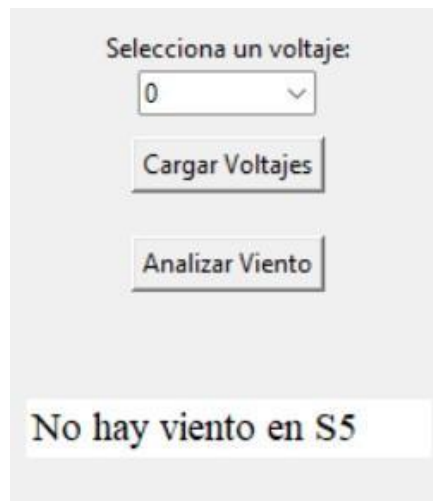 Selecciona un voltaje:
0
Cargar Voltajes
Analizar Viento
No hay viento en S5